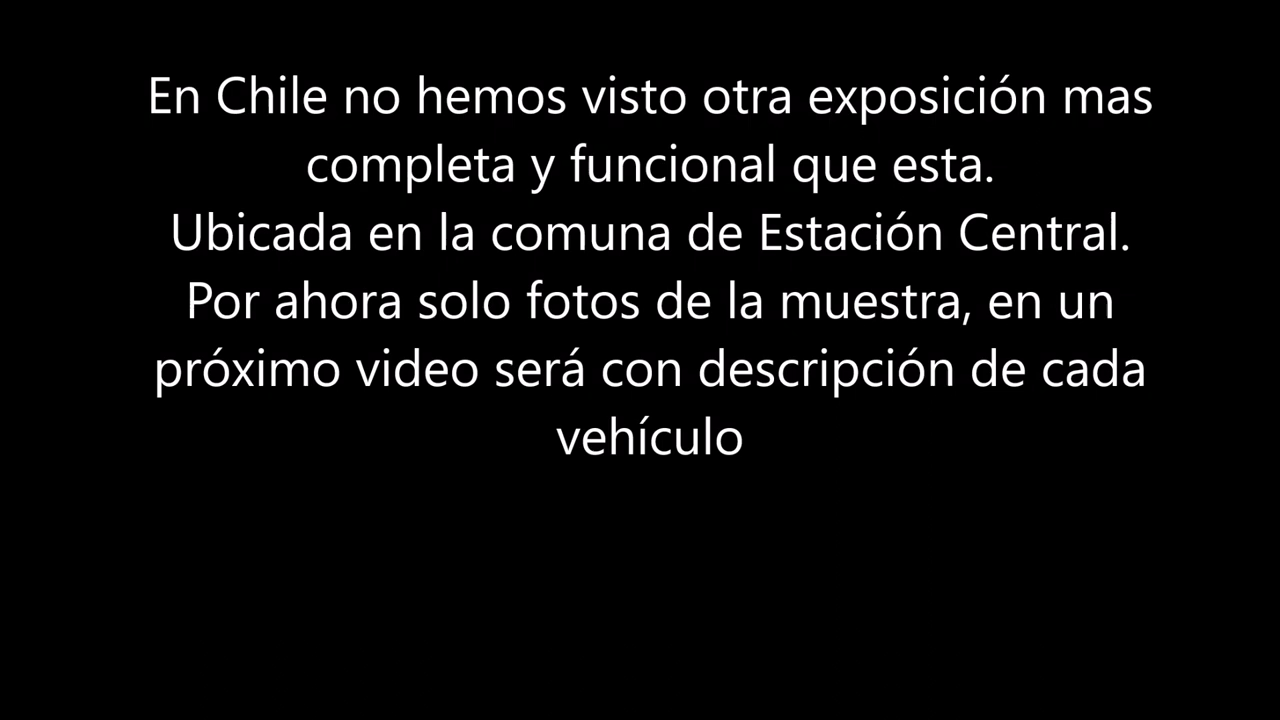 En Chile no hemos visto otra exposición mas
completa y funcional que esta.
Ubicada en la comuna de Estación Central.
Por ahora solo fotos de la muestra, en un
próximo video será con descripción de cada
vehículo